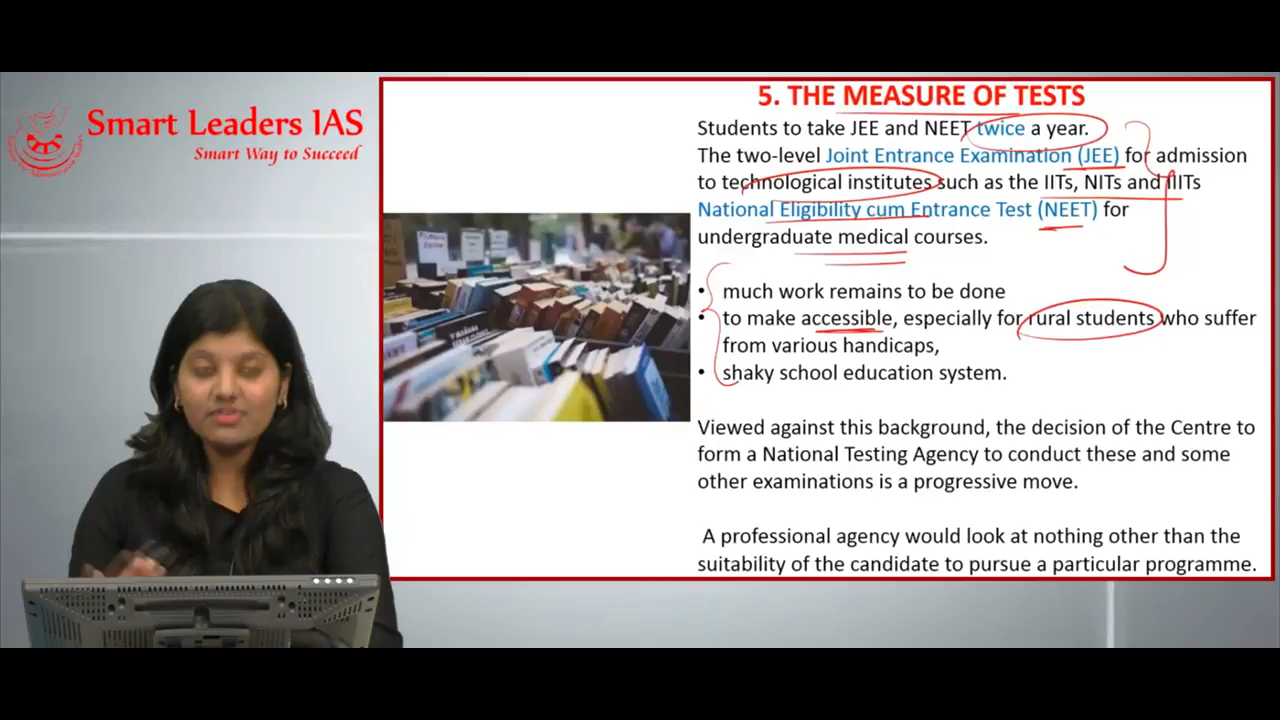 Smart Leaders IAS
Smart Way to Succeed
5. THE MEASURE OF TESTS
Students to take JEE and NEET twice a year.
The two-level Joint Entrance Examination (JEE) for admission
to technological institutes such as the IITs, NITs and IIITs
National Eligibility cum Entrance Test (NEET) for
undergraduate medical courses.
• much work remains to be done
• to make accessible, especially for rural students who suffer
from various handicaps,
• shaky school education system.
Viewed against this background, the decision of the Centre to
form a National Testing Agency to conduct these and some
other examinations is a progressive move.
A professional agency would look at nothing other than the
suitability of the candidate to pursue a particular programme.